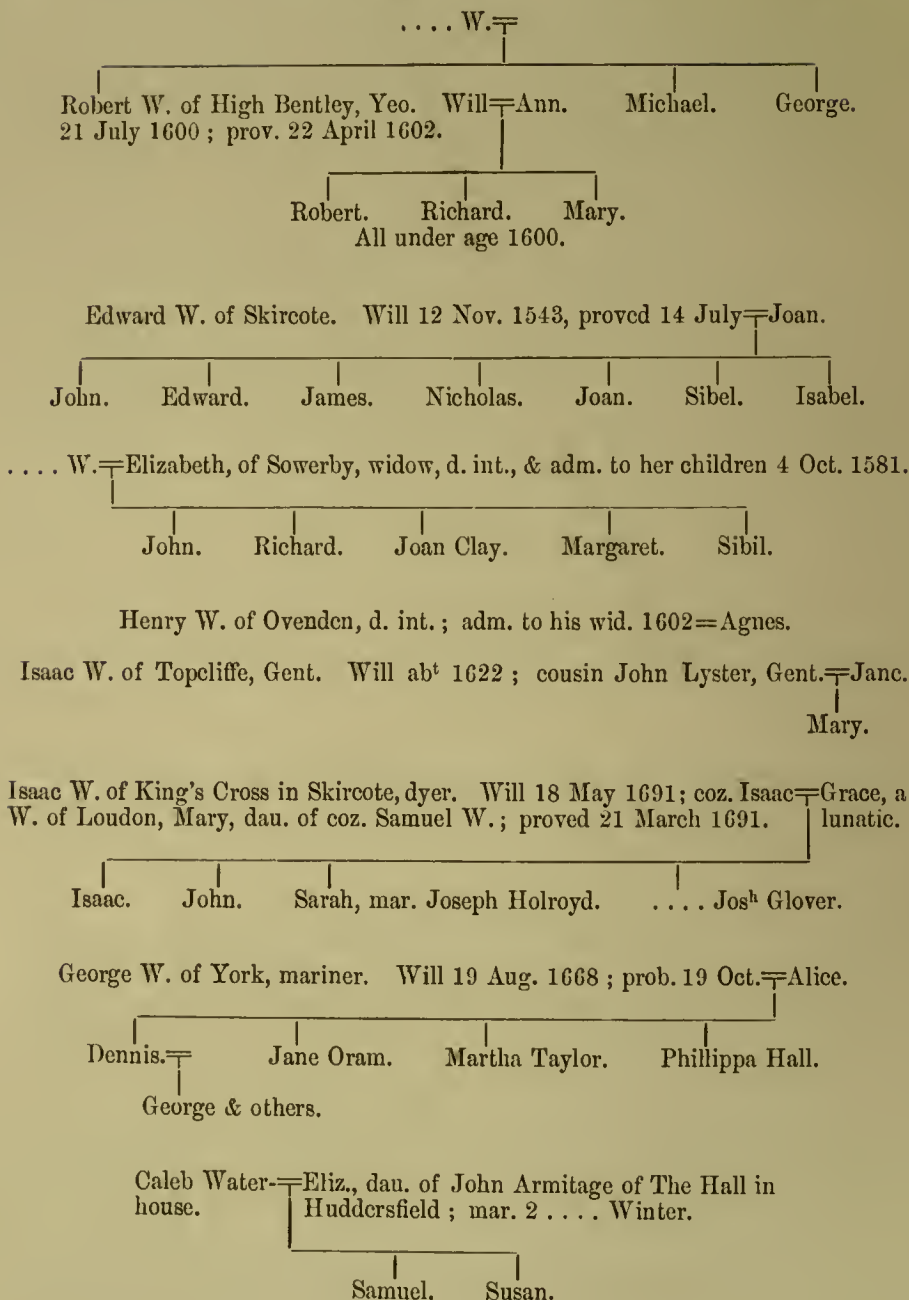 . . . . W.
Robert W. of High Bentley, Yeo. Will=Ann. Michael. George.
21 July 1600 ; prov. 22 April 1602.
Robert. Richard. Mary.
All under age 1600.
Edward W. of Skircote. Will 12 Nov. 1543, proved 14 July=Joan.
John. Edward. James. Nicholas. Joan. Sibel. Isabel.
. . . . W.=Elizabeth, of Sowerby, widow, d. int., & adm. to her children 4 Oct. 1581.
John. Richard. Joan Clay. Margaret. Sibil.
Henry W. of Ovenden, d. int. ; adm. to his wid. 1602=Agnes.
Isaac W. of Topcliffe, Gent. Will abᵗ 1622 ; cousin John Lyster, Gent.=Jane.
Mary.
Isaac W. of King's Cross in Skircote, dyer. Will 18 May 1691; coz. Isaac=Grace, a
W. of Loudon, Mary, dau. of coz. Samuel W. ; proved 21 March 1691. lunatic.
Isaac. John. Sarah, mar. Joseph Holroyd. . . . . Josʰ Glover.
George W. of York, mariner. Will 19 Aug. 1668 ; prob. 19 Oct.=Alice.
Dennis.= Jane Oram. Martha Taylor. Phillippa Hall.
George & others.
Caleb Water-=Eliz., dau. of John Armitage of The Hall in
house. Huddersfield ; mar. 2 . . . . Winter.
Samuel. Susan.